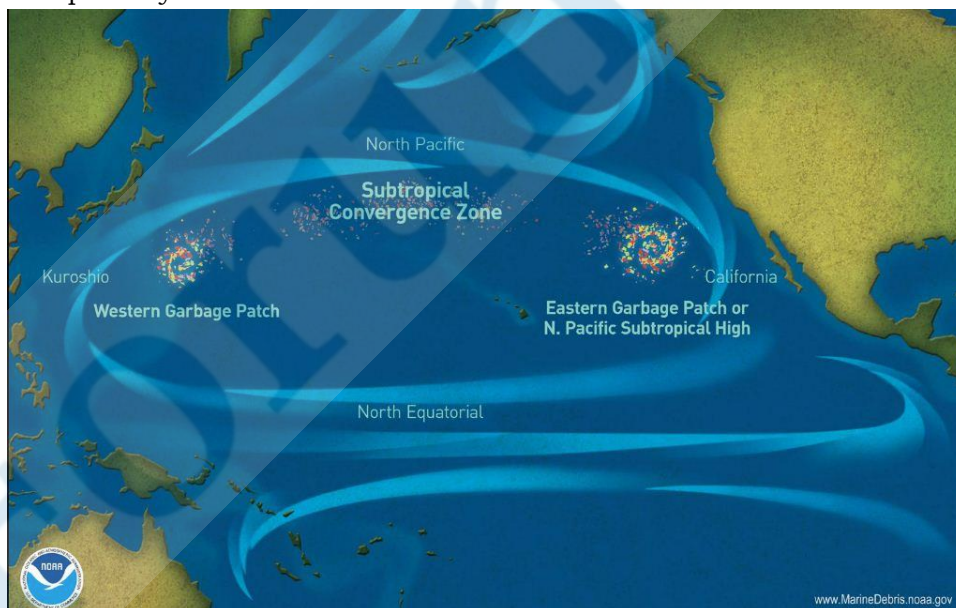 North Pacific
Subtropical
Convergence Zone
Kuroshio
California
Western Garbage Patch
Eastern Garbage Patch or
N. Pacific Subtropical High
North Equatorial
NOAA
www.MarineDebris.noaa.gov